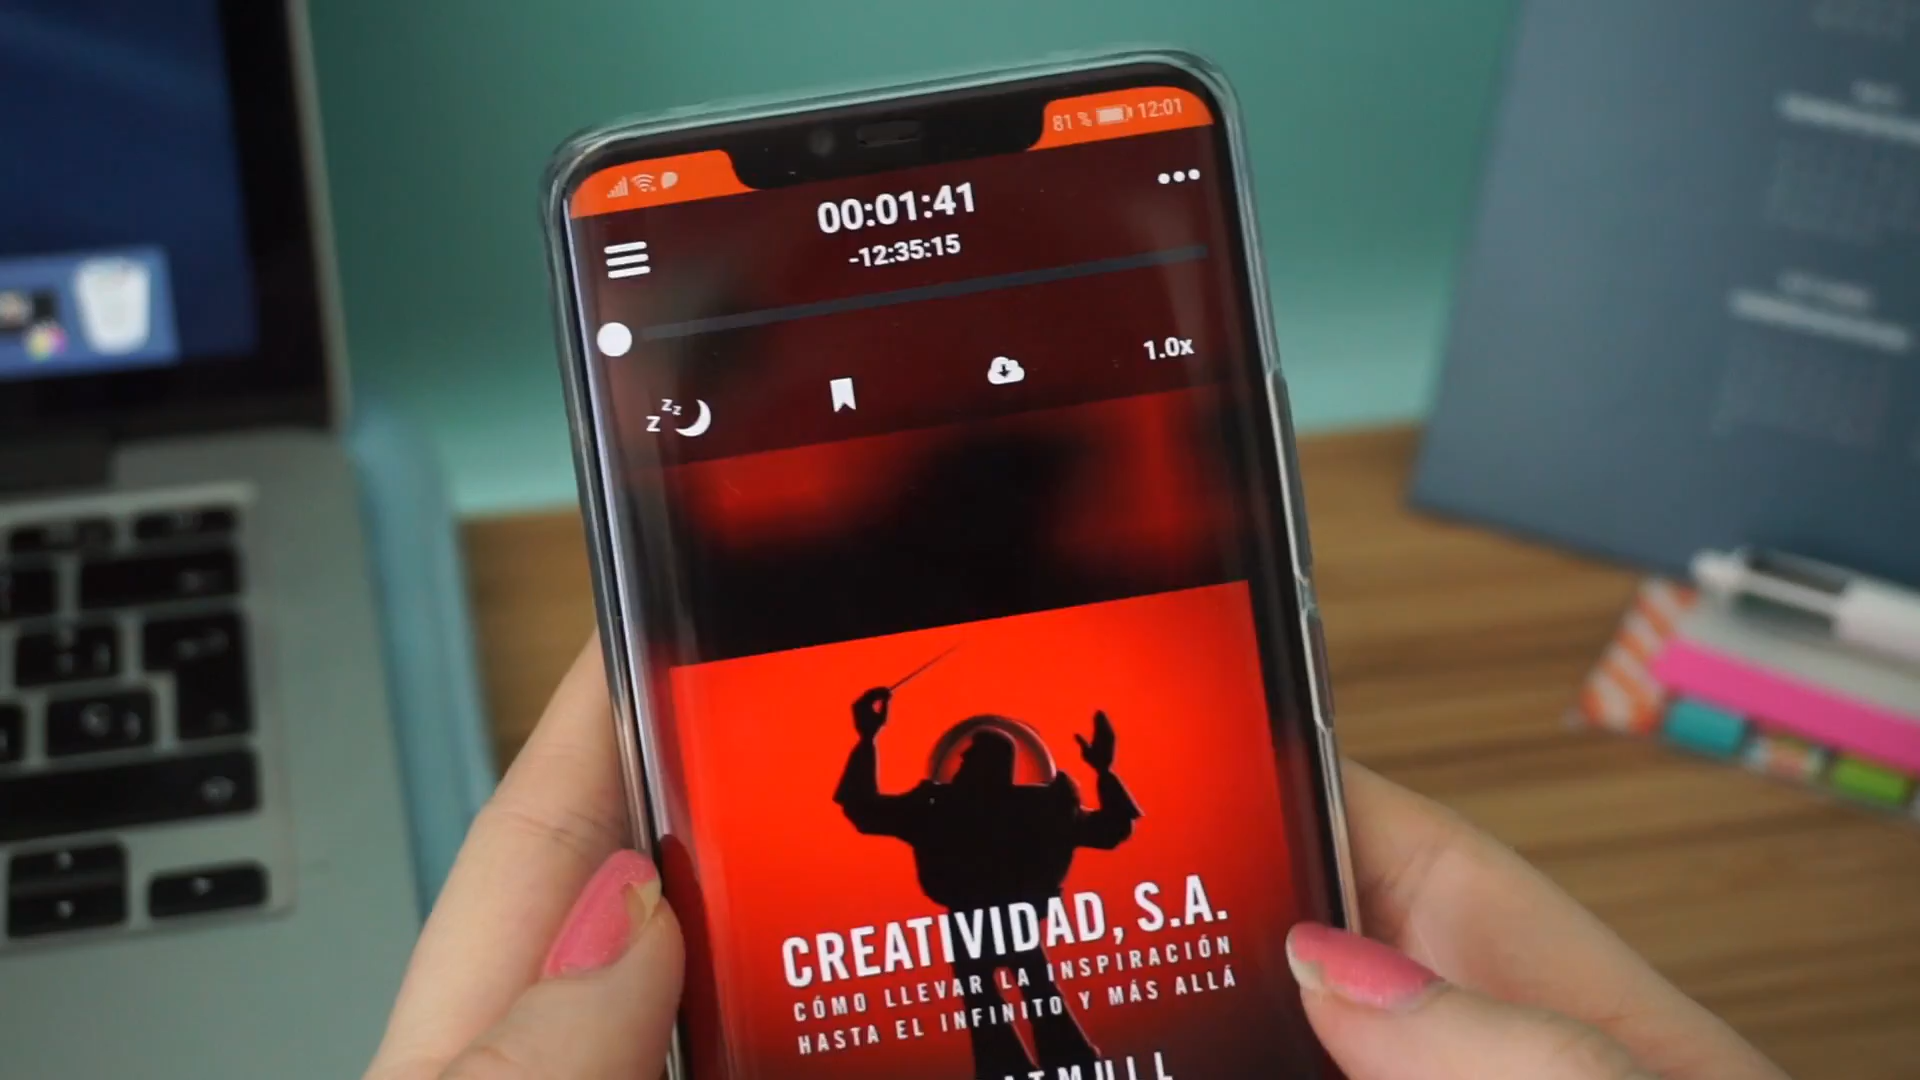 81 % 12:01
00:01:41
-12:35:15
1.0x
CREATIVIDAD, S.A.
CÓMO LLEVAR LA INSPIRACIÓN
HASTA EL INFINITO Y MÁS ALLÁ